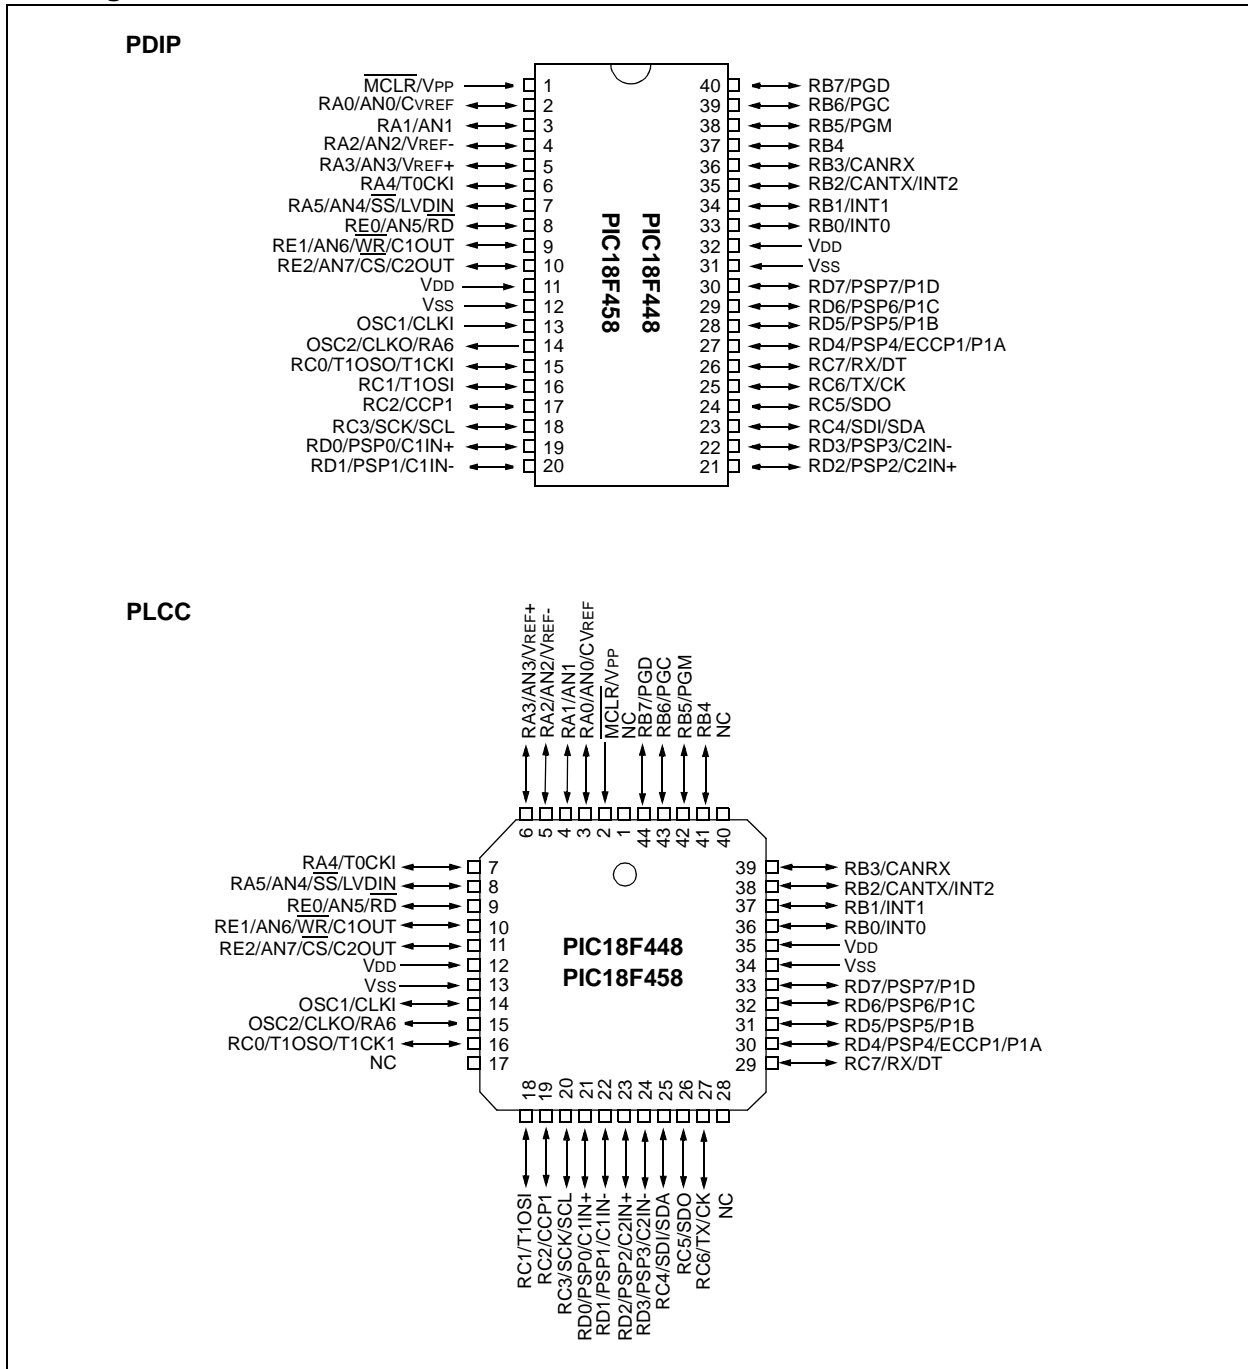 PDIP
MCLR/VPP 1 40 RB7/PGD
RA0/AN0/CVREF 2 39 RB6/PGC
RA1/AN1 3 38 RB5/PGM
RA2/AN2/VREF- 4 37 RB4
RA3/AN3/VREF+ 5 36 RB3/CANRX
RA4/T0CKI 6 35 RB2/CANTX/INT2
RA5/AN4/SS/LVDIN 7 34 RB1/INT1
RE0/AN5/RD 8 33 RB0/INT0
RE1/AN6/WR/C1OUT 9 32 VDD
RE2/AN7/CS/C2OUT 10 31 VSS
VDD 11 30 RD7/PSP7/P1D
VSS 12 29 RD6/PSP6/P1C
OSC1/CLKI 13 28 RD5/PSP5/P1B
OSC2/CLKO/RA6 14 27 RD4/PSP4/ECCP1/P1A
RC0/T1OSO/T1CKI 15 26 RC7/RX/DT
RC1/T1OSI 16 25 RC6/TX/CK
RC2/CCP1 17 24 RC5/SDO
RC3/SCK/SCL 18 23 RC4/SDI/SDA
RD0/PSP0/C1IN+ 19 22 RD3/PSP3/C2IN-
RD1/PSP1/C1IN- 20 21 RD2/PSP2/C2IN+
PIC18F448
PIC18F458
PLCC
RA3/AN3/VREF+
RA2/AN2/VREF-
RA1/AN1
RA0/AN0/CVREF
MCLR/VPP
NC
RB7/PGD
RB6/PGC
RB5/PGM
RB4
NC
6 5 4 3 2 1 44 43 42 41 40
RA4/T0CKI 7 39 RB3/CANRX
RA5/AN4/SS/LVDIN 8 38 RB2/CANTX/INT2
RE0/AN5/RD 9 37 RB1/INT1
RE1/AN6/WR/C1OUT 10 36 RB0/INT0
RE2/AN7/CS/C2OUT 11 35 VDD
VDD 12 34 VSS
VSS 13 33 RD7/PSP7/P1D
OSC1/CLKI 14 32 RD6/PSP6/P1C
OSC2/CLKO/RA6 15 31 RD5/PSP5/P1B
RC0/T1OSO/T1CK1 16 30 RD4/PSP4/ECCP1/P1A
NC 17 29 RC7/RX/DT
PIC18F448
PIC18F458
18 19 20 21 22 23 24 25 26 27 28
RC1/T1OSI
RC2/CCP1
RC3/SCK/SCL
RD0/PSP0/C1IN+
RD1/PSP1/C1IN-
RD2/PSP2/C2IN+
RD3/PSP3/C2IN-
RC4/SDI/SDA
RC5/SDO
RC6/TX/CK
NC